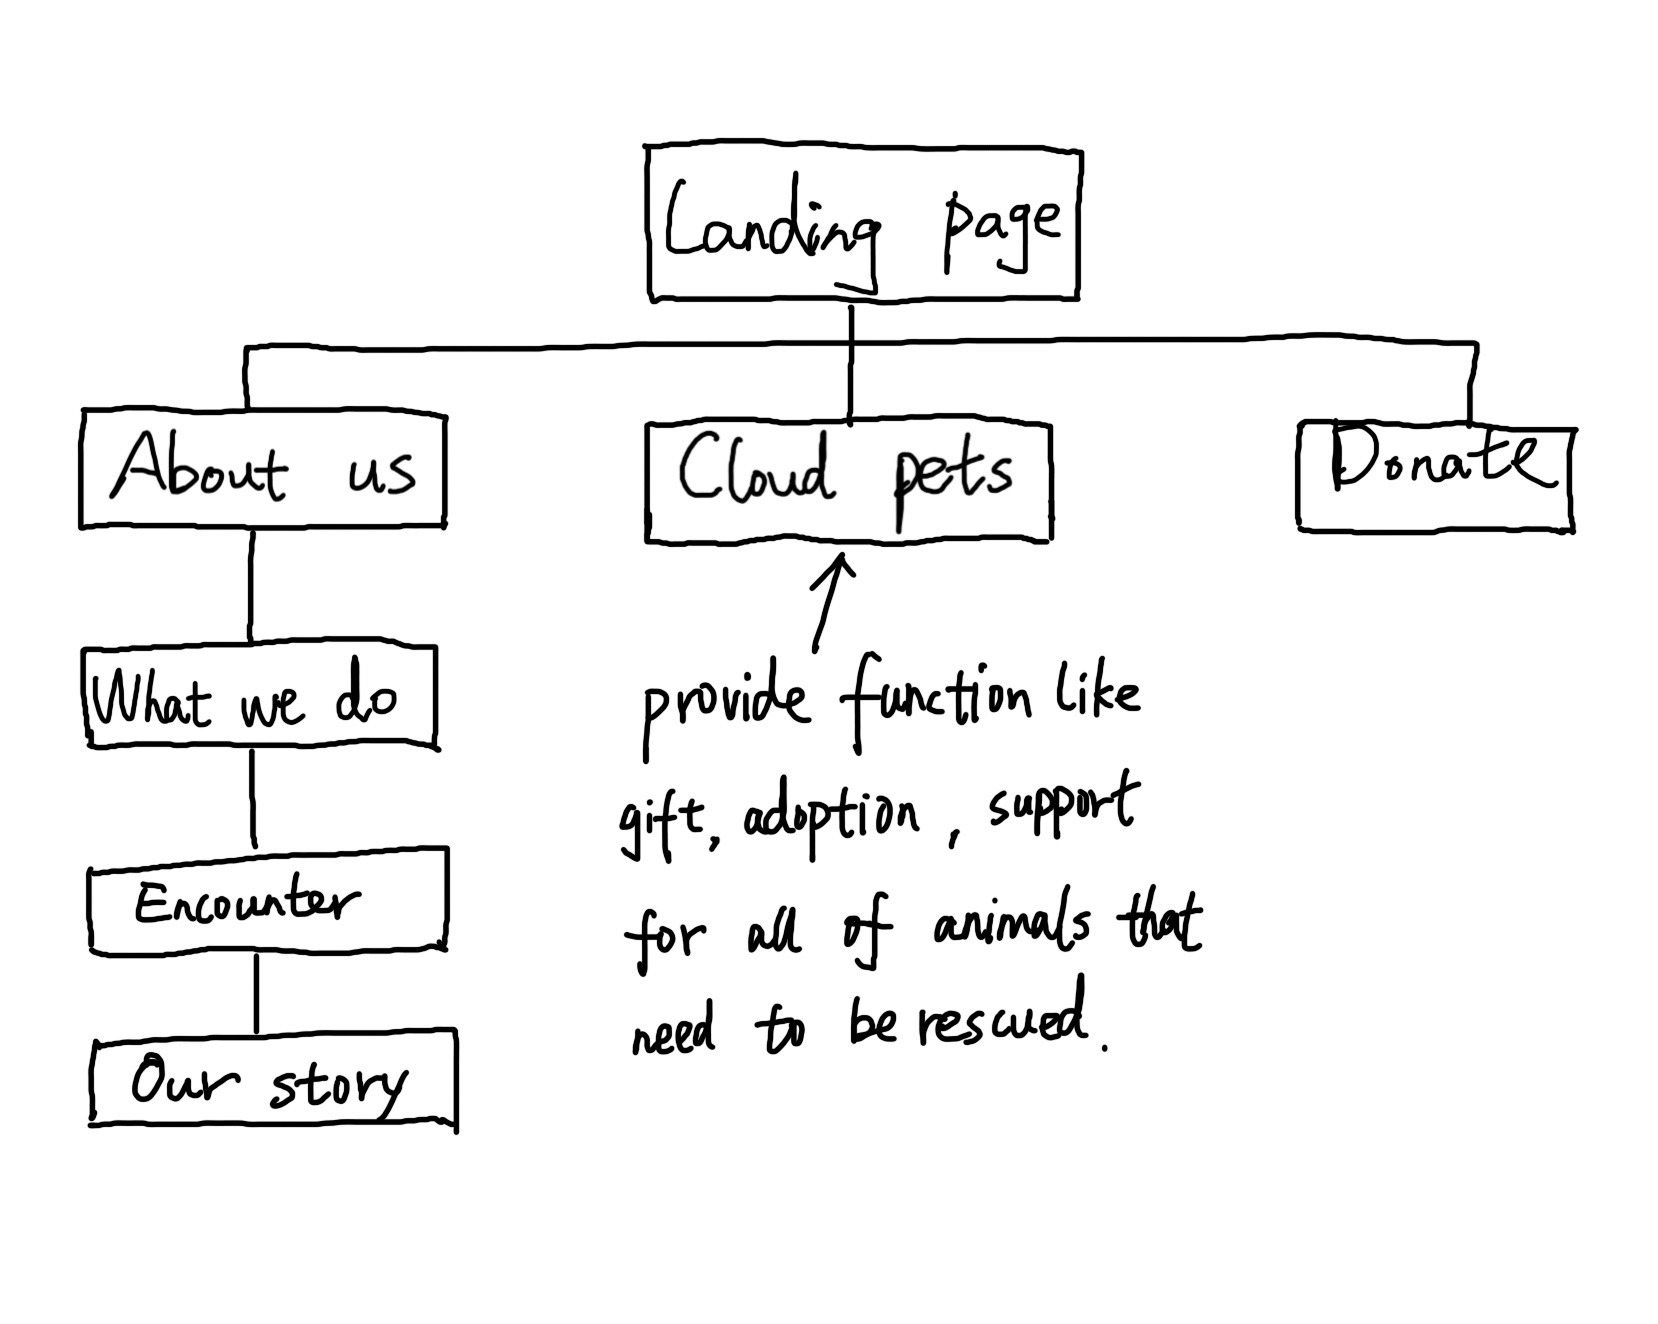 Landing page
About us
Cloud pets
Donate
What we do
Encounter
Our story
provide function like
gift, adoption, support
for all of animals that
need to be rescued.